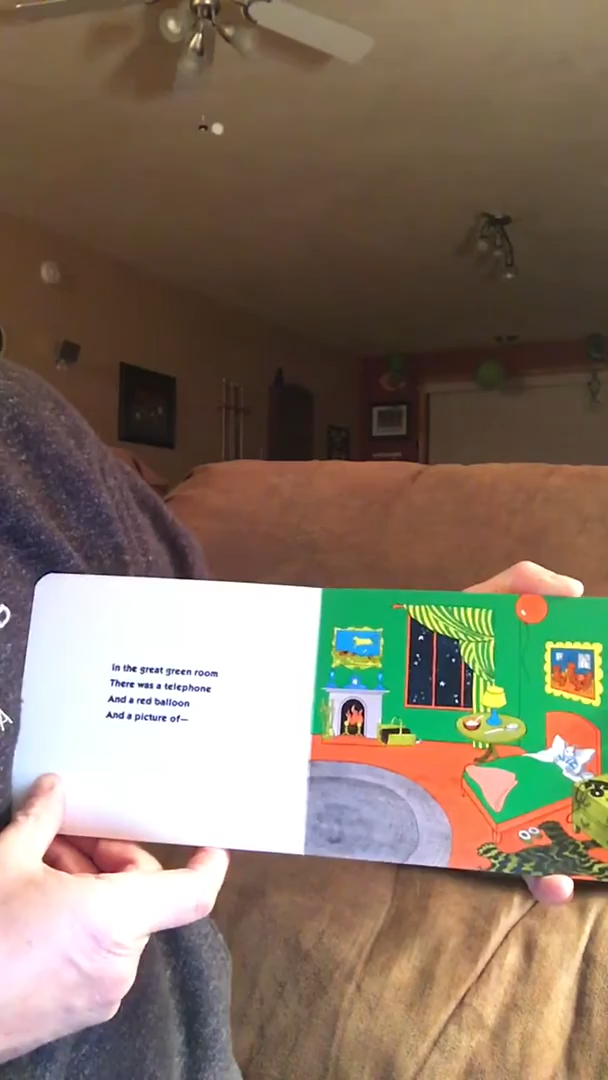 In the great green room
There was a telephone
And a red balloon
And a picture of—